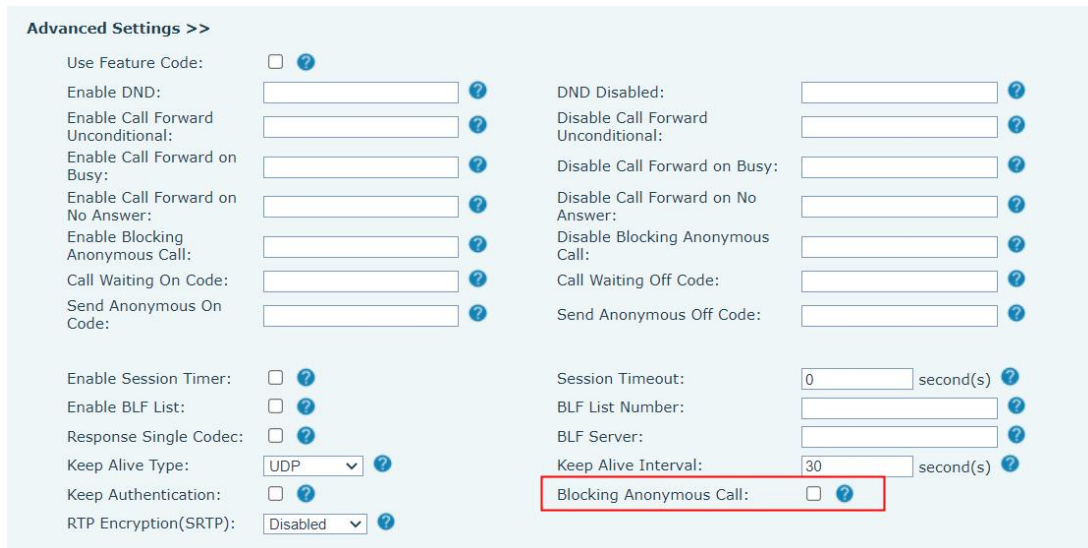 Advanced Settings >>
Use Feature Code: ?
Enable DND: ? DND Disabled: ?
Enable Call Forward Unconditional: ? Disable Call Forward Unconditional: ?
Enable Call Forward on Busy: ? Disable Call Forward on Busy: ?
Enable Call Forward on No Answer: ? Disable Call Forward on No Answer: ?
Enable Blocking Anonymous Call: ? Disable Blocking Anonymous Call: ?
Call Waiting On Code: ? Call Waiting Off Code: ?
Send Anonymous On Code: ? Send Anonymous Off Code: ?
Enable Session Timer: ? Session Timeout: 0 second(s) ?
Enable BLF List: ? BLF List Number: ?
Response Single Codec: ? BLF Server: ?
Keep Alive Type: UDP ? Keep Alive Interval: 30 second(s) ?
Keep Authentication: ? Blocking Anonymous Call: ?
RTP Encryption(SRTP): Disabled ?